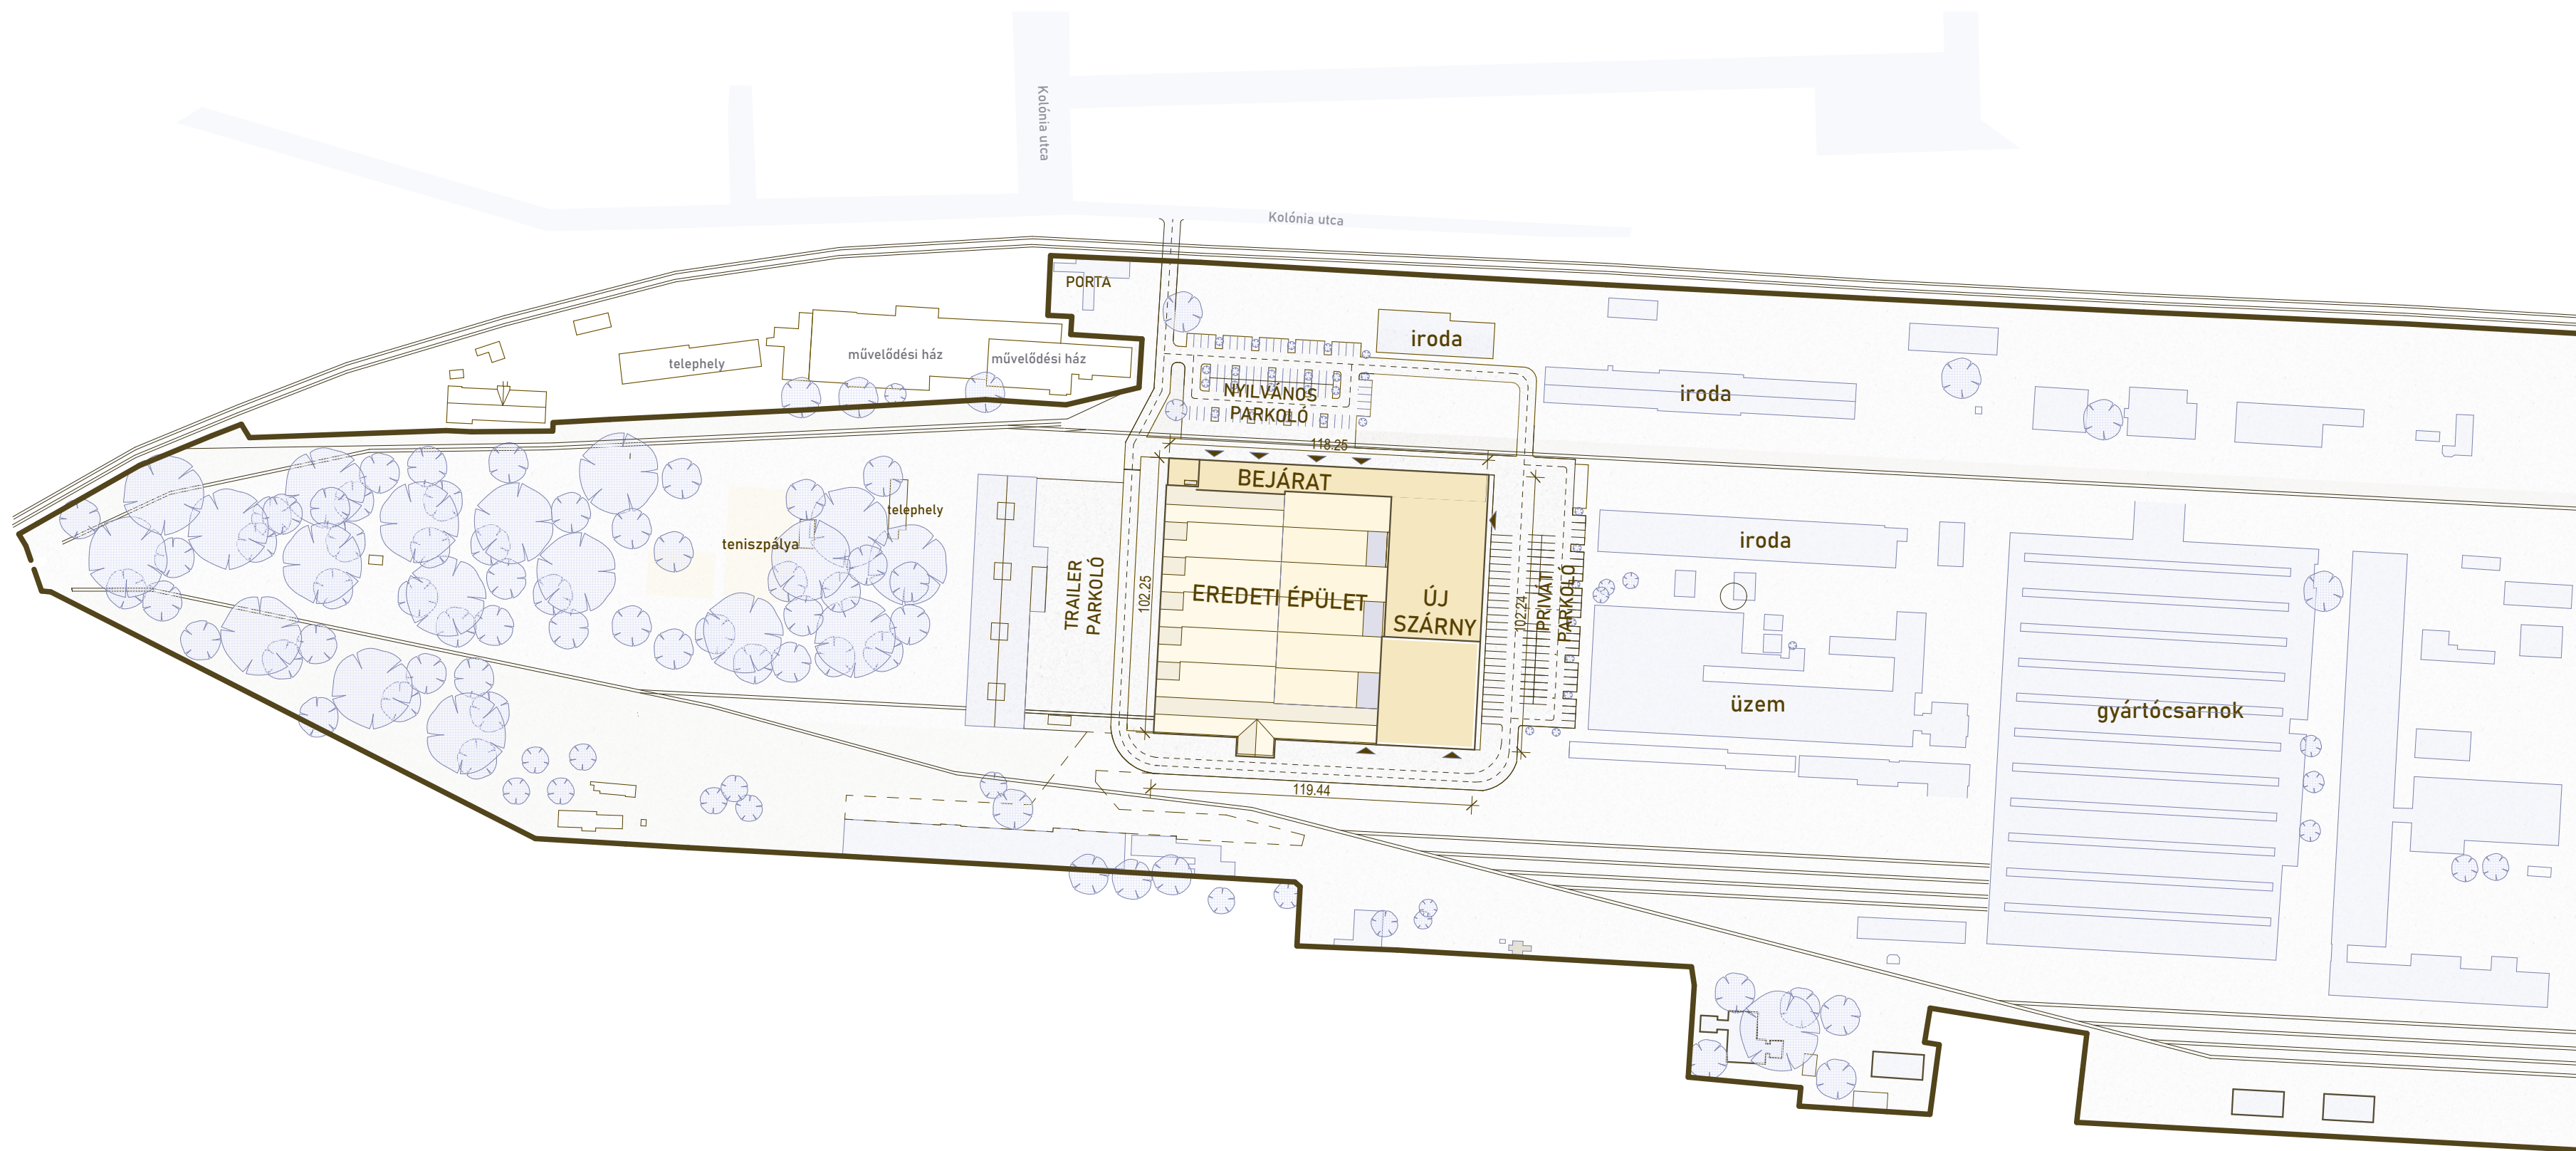 Kolónia utca
Kolónia utca
PORTA
iroda
művelődési ház
művelődési ház
telephely
iroda
NYILVÁNOS
PARKOLÓ
118.25
BEJÁRAT
telephely
teniszpálya
iroda
TRAILER
PARKOLÓ
102.25
EREDETI ÉPÜLET
ÚJ
SZÁRNY
102.24
PRIVÁT
PARKOLÓ
üzem
gyártócsarnok
119.44